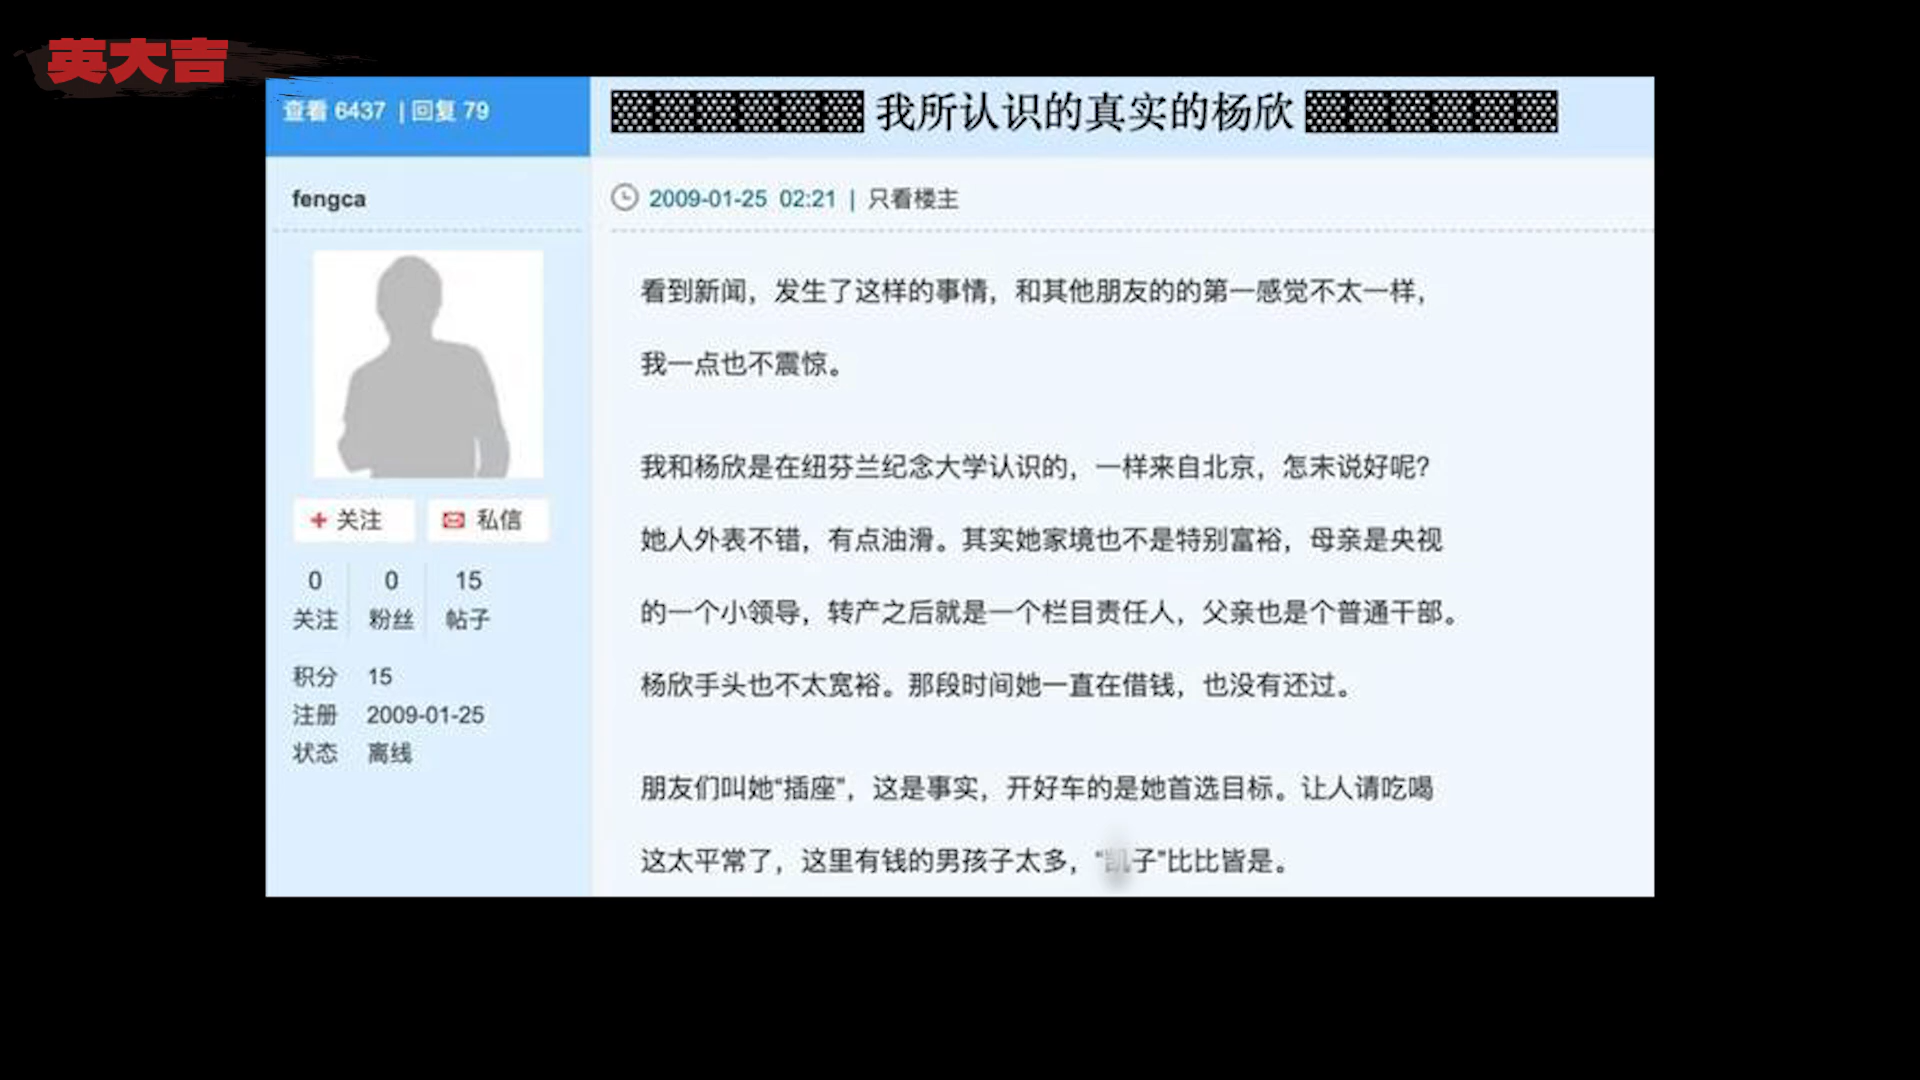 英大吉
查看 6437 | 回复 79
我所认识的真实的杨欣
fengca
2009-01-25 02:21 | 只看楼主
看到新闻，发生了这样的事情，和其他朋友的的第一感觉不太一样，
我一点也不震惊。
我和杨欣是在纽芬兰纪念大学认识的，一样来自北京，怎末说好呢?
她人外表不错，有点油滑。其实她家境也不是特别富裕，母亲是央视
的一个小领导，转产之后就是一个栏目责任人，父亲也是个普通干部。
杨欣手头也不太宽裕。那段时间她一直在借钱，也没有还过。
朋友们叫她“插座”，这是事实，开好车的是她首选目标。让人请吃喝
这太平常了，这里有钱的男孩子太多，“凯子”比比皆是。
+ 关注
私信
0 0 15
关注 粉丝 帖子
积分 15
注册 2009-01-25
状态 离线